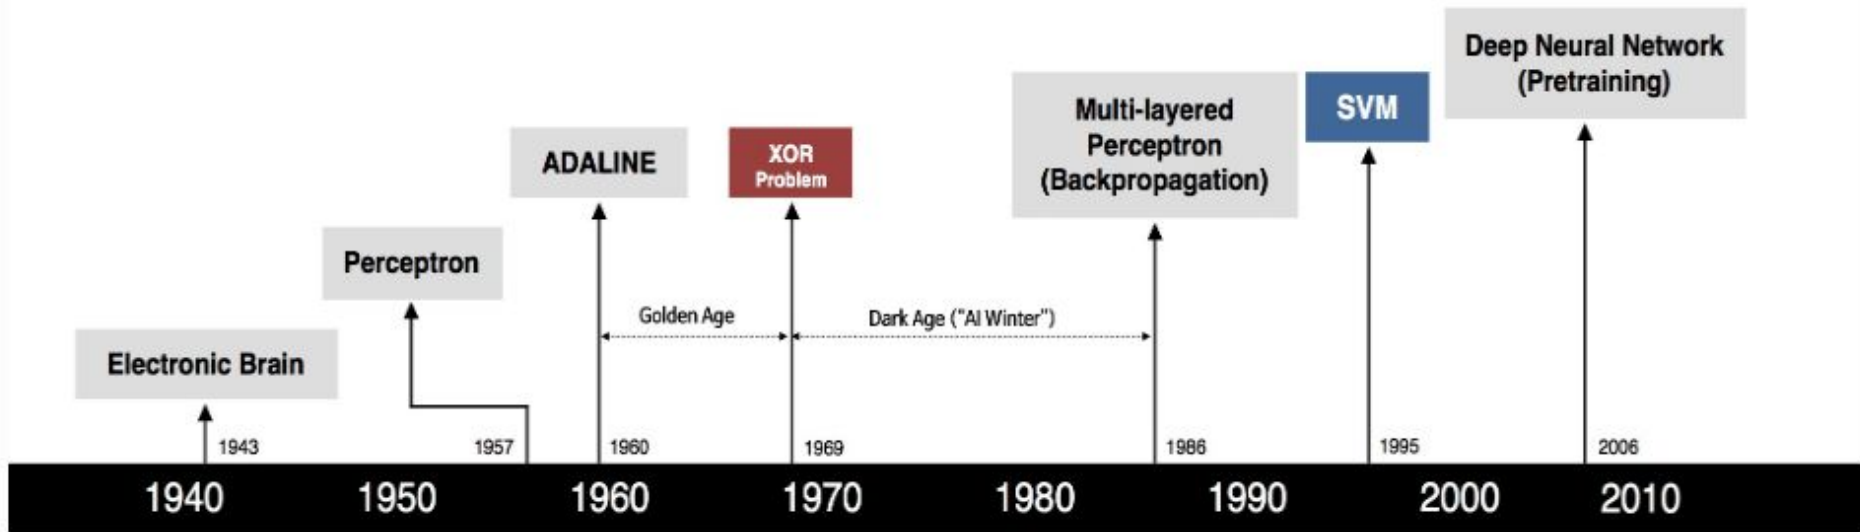 Deep Neural Network
(Pretraining)
Multi-layered
Perceptron
(Backpropagation)
SVM
ADALINE
XOR
Problem
Perceptron
Golden Age
Dark Age ("AI Winter")
Electronic Brain
1943
1957
1960
1969
1986
1995
2006
1940
1950
1960
1970
1980
1990
2000
2010